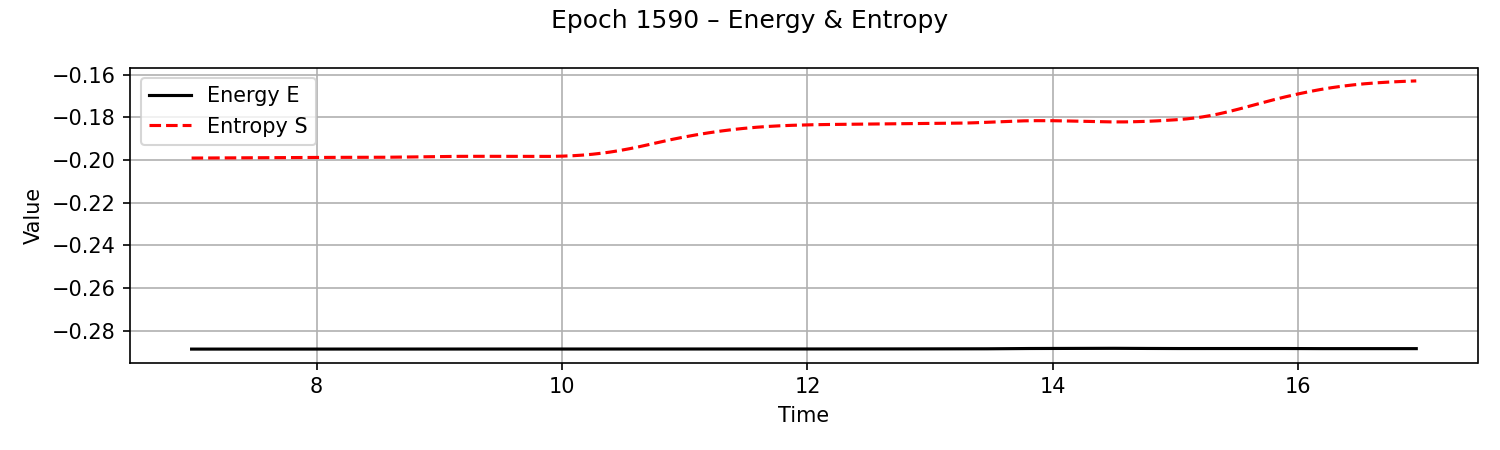 Epoch 1590 – Energy & Entropy
Energy E
Entropy S
Value
−0.16
−0.18
−0.20
−0.22
−0.24
−0.26
−0.28
8 10 12 14 16
Time